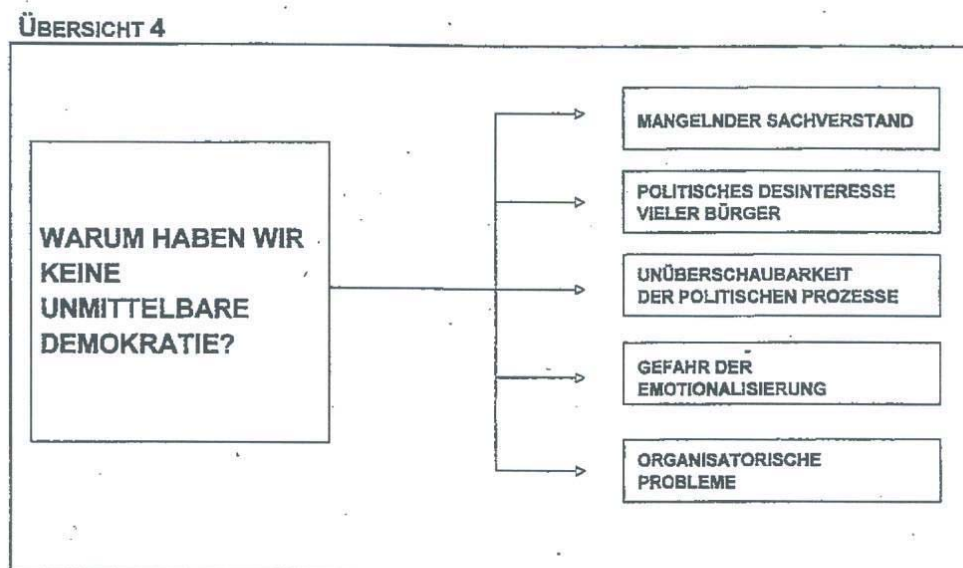 ÜBERSICHT 4
WARUM HABEN WIR
KEINE
UNMITTELBARE
DEMOKRATIE?
MANGELNDER SACHVERSTAND
POLITISCHES DESINTERESSE
VIELER BÜRGER
UNÜBERSCHAUBARKEIT
DER POLITISCHEN PROZESSE
GEFAHR DER
EMOTIONALISIERUNG
ORGANISATORISCHE
PROBLEME